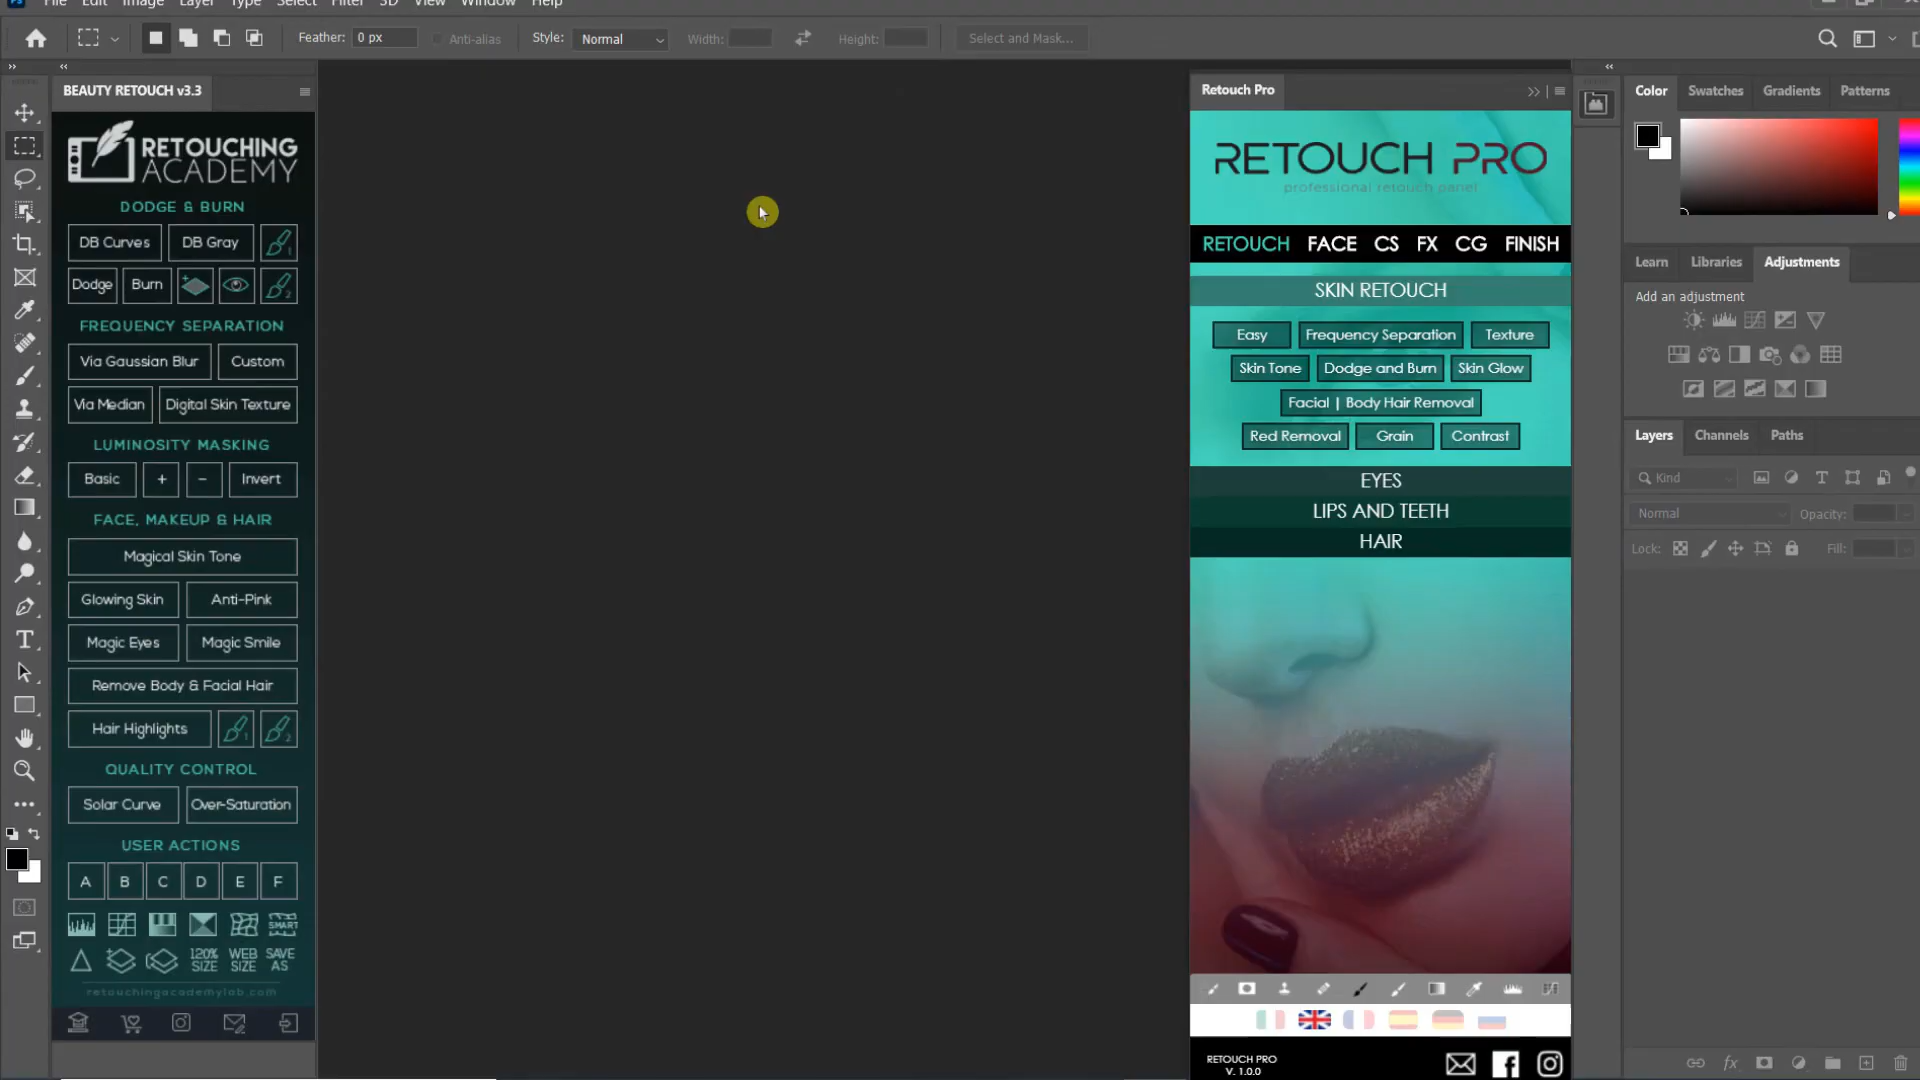 File Edit Image Layer Type Select Filter 3D View Window Help
Feather: 0 px Anti-alias Style: Normal Width: Height: Select and Mask...
BEAUTY RETOUCH v3.3
RETOUCHING
ACADEMY
DODGE & BURN
DB Curves DB Gray 1
Dodge Burn 2
FREQUENCY SEPARATION
Via Gaussian Blur Custom
Via Median Digital Skin Texture
LUMINOSITY MASKING
Basic + − Invert
FACE, MAKEUP & HAIR
Magical Skin Tone
Glowing Skin Anti-Pink
Magic Eyes Magic Smile
Remove Body & Facial Hair
Hair Highlights 1 2
QUALITY CONTROL
Solar Curve Over-Saturation
USER ACTIONS
A B C D E F
SMART
120% SIZE WEB SIZE SAVE AS
retouchingacademylab.com
Retouch Pro
RETOUCH PRO
professional retouch panel
RETOUCH FACE CS FX CG FINISH
SKIN RETOUCH
Easy Frequency Separation Texture
Skin Tone Dodge and Burn Skin Glow
Facial | Body Hair Removal
Red Removal Grain Contrast
EYES
LIPS AND TEETH
HAIR
RETOUCH PRO
V. 1.0.0
Color Swatches Gradients Patterns
Learn Libraries Adjustments
Add an adjustment
Layers Channels Paths
Kind
Normal Opacity:
Lock: Fill: